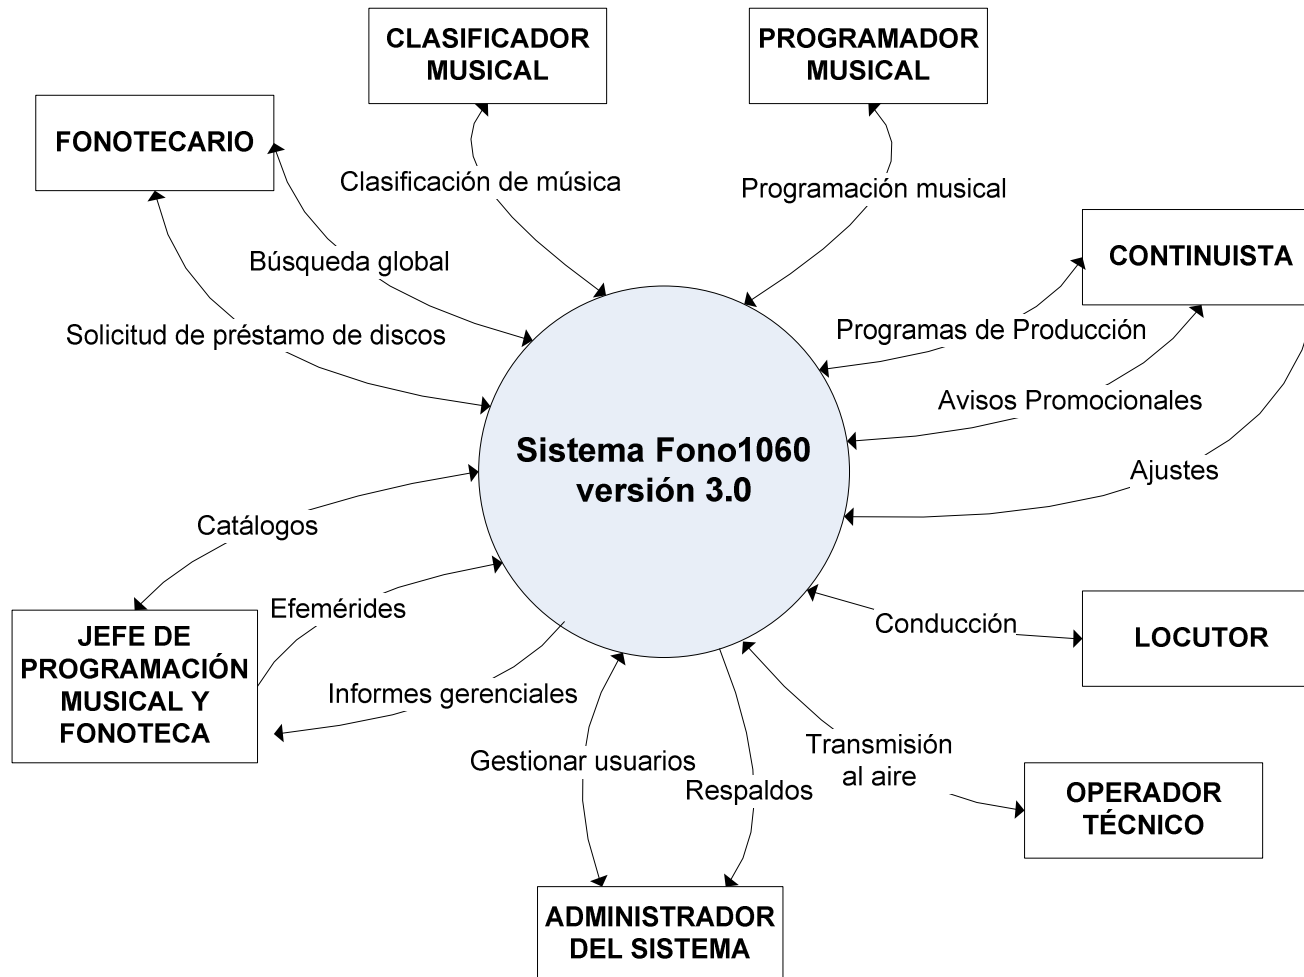 CLASIFICADOR
MUSICAL
PROGRAMADOR
MUSICAL
FONOTECARIO
Clasificación de música
Programación musical
CONTINUISTA
Búsqueda global
Solicitud de préstamo de discos
Programas de Producción
Avisos Promocionales
Ajustes
Sistema Fono1060
versión 3.0
Catálogos
Efemérides
JEFE DE
PROGRAMACIÓN
MUSICAL Y
FONOTECA
Conducción
LOCUTOR
Informes gerenciales
Gestionar usuarios
Respaldos
Transmisión
al aire
OPERADOR
TÉCNICO
ADMINISTRADOR
DEL SISTEMA